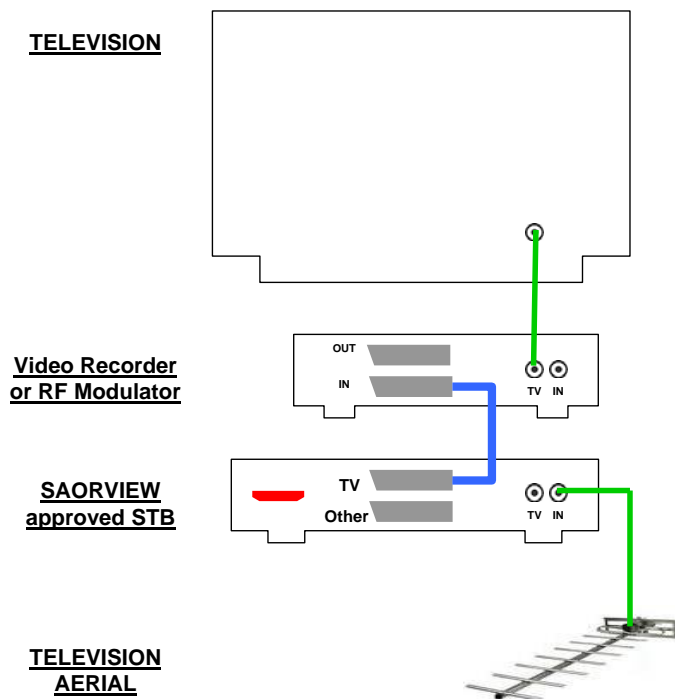 TELEVISION
OUT
Video Recorder
or RF Modulator
IN
TV IN
SAORVIEW
approved STB
TV
Other
TV IN
TELEVISION
AERIAL